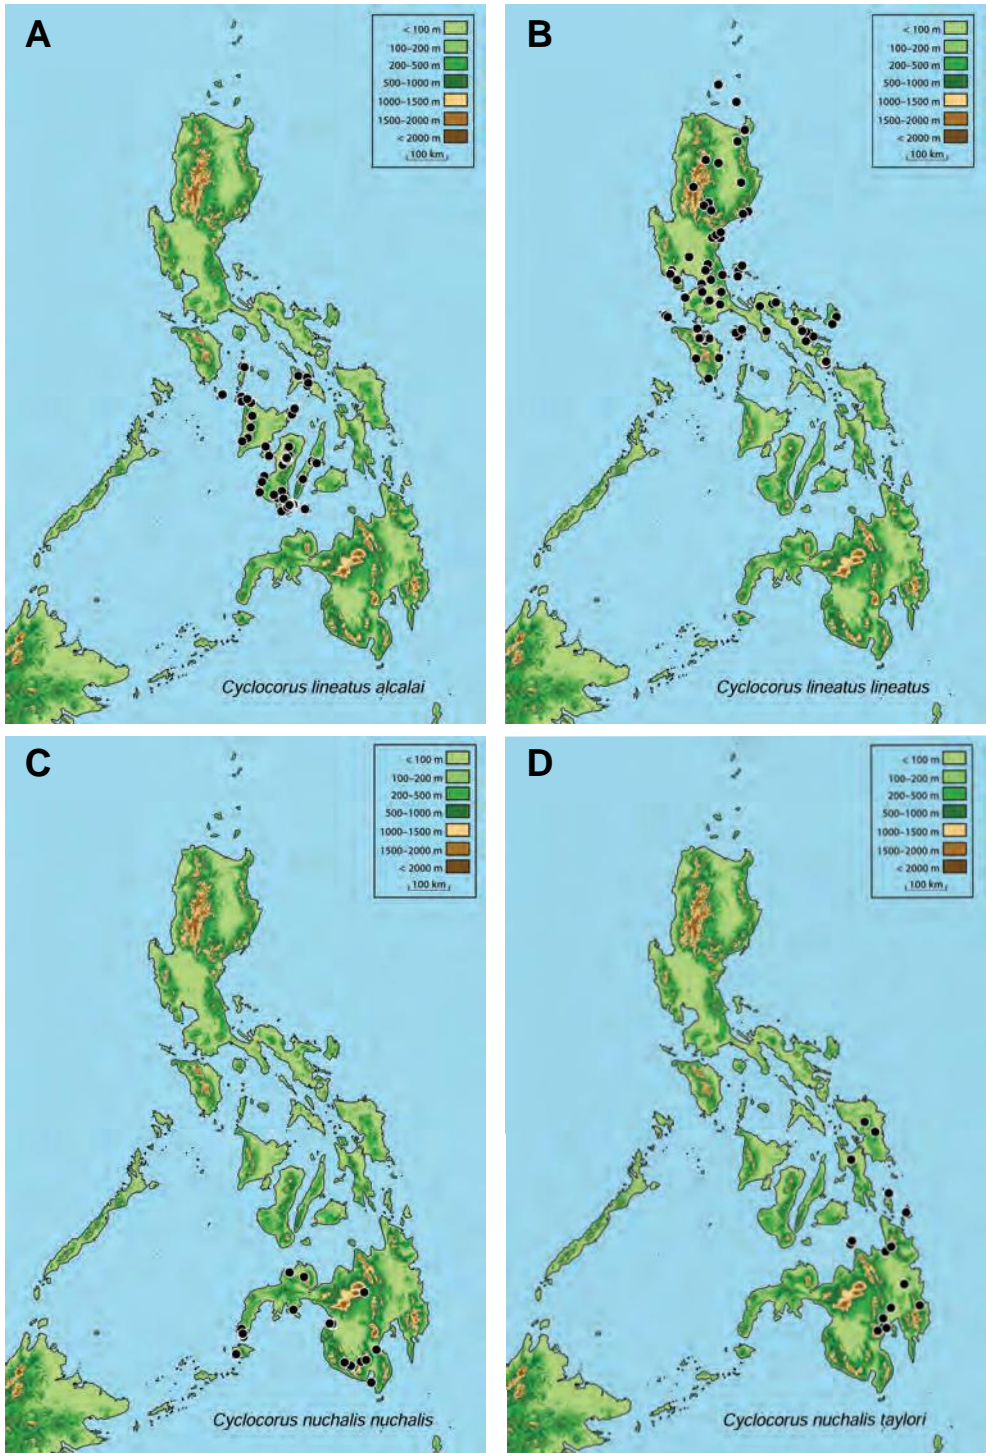 A
< 100 m
100–200 m
200–500 m
500–1000 m
1000–1500 m
1500–2000 m
< 2000 m
100 km
Cyclocorus lineatus alcalai
B
< 100 m
100–200 m
200–500 m
500–1000 m
1000–1500 m
1500–2000 m
< 2000 m
100 km
Cyclocorus lineatus lineatus
C
< 100 m
100–200 m
200–500 m
500–1000 m
1000–1500 m
1500–2000 m
< 2000 m
100 km
Cyclocorus nuchalis nuchalis
D
< 100 m
100–200 m
200–500 m
500–1000 m
1000–1500 m
1500–2000 m
< 2000 m
100 km
Cyclocorus nuchalis taylori